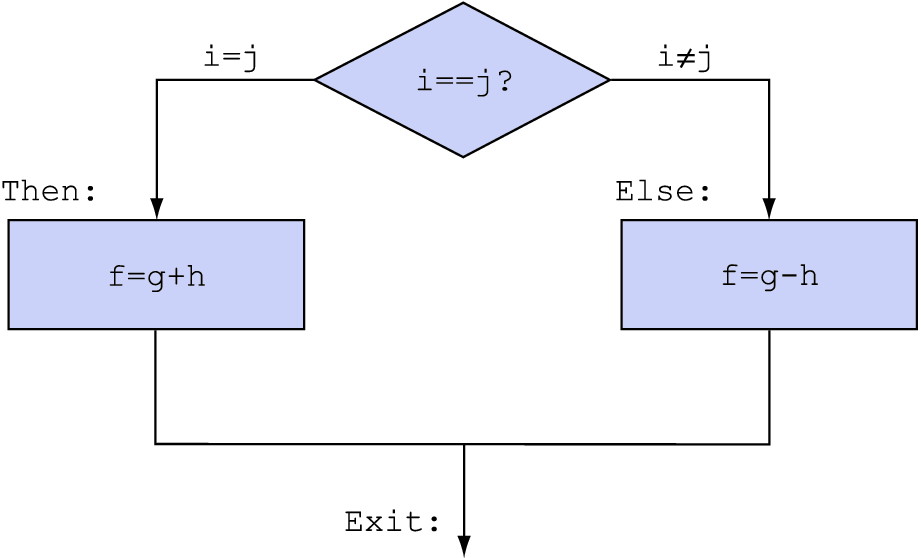 i=j
i≠j
i==j?
Then:
Else:
f=g+h
f=g-h
Exit: